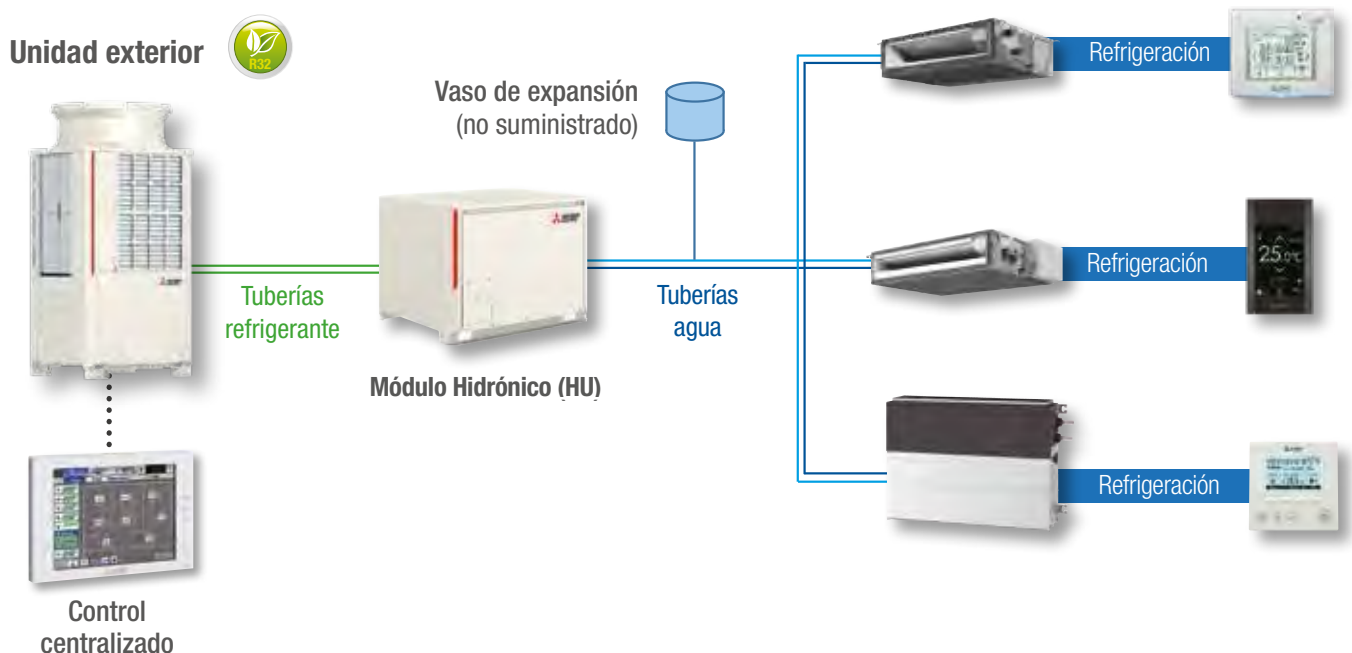 Unidad exterior
R32
Vaso de expansión
(no suministrado)
Refrigeración
Tuberías
refrigerante
Tuberías
agua
Refrigeración
25.0°C
Módulo Hidrónico (HU)
Refrigeración
Control
centralizado